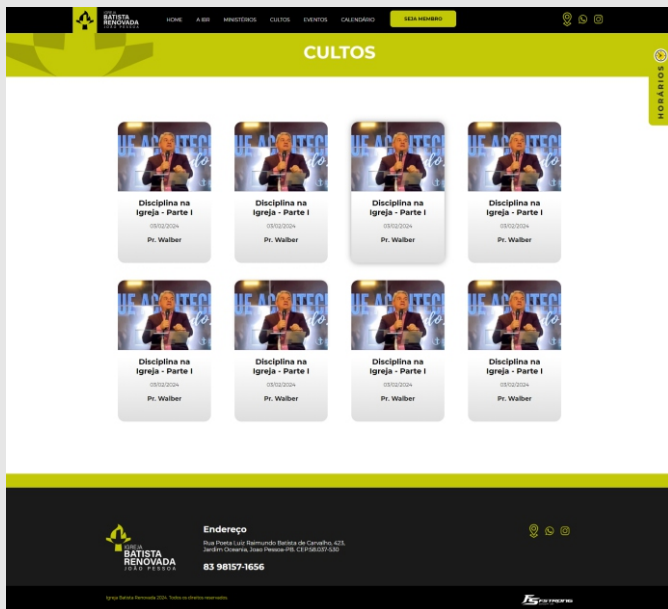 IGREJA
BATISTA
RENOVADA
JOÃO PESSOA
HOME A IBR MINISTÉRIOS CULTOS EVENTOS CALENDÁRIO SEJA MEMBRO
CULTOS
HORÁRIOS
Disciplina na
Igreja - Parte I
03/02/2024
Pr. Walber
Disciplina na
Igreja - Parte I
03/02/2024
Pr. Walber
Disciplina na
Igreja - Parte I
03/02/2024
Pr. Walber
Disciplina na
Igreja - Parte I
03/02/2024
Pr. Walber
Disciplina na
Igreja - Parte I
03/02/2024
Pr. Walber
Disciplina na
Igreja - Parte I
03/02/2024
Pr. Walber
Disciplina na
Igreja - Parte I
03/02/2024
Pr. Walber
Disciplina na
Igreja - Parte I
03/02/2024
Pr. Walber
IGREJA
BATISTA
RENOVADA
JOÃO PESSOA
Endereço
Rua Poeta Luiz Raimundo Batista de Carvalho, 423,
Jardim Oceania, Joao Pessoa-PB. CEP:58.037-530
83 98157-1656
Igreja Batista Renovada 2024. Todos os direitos reservados.